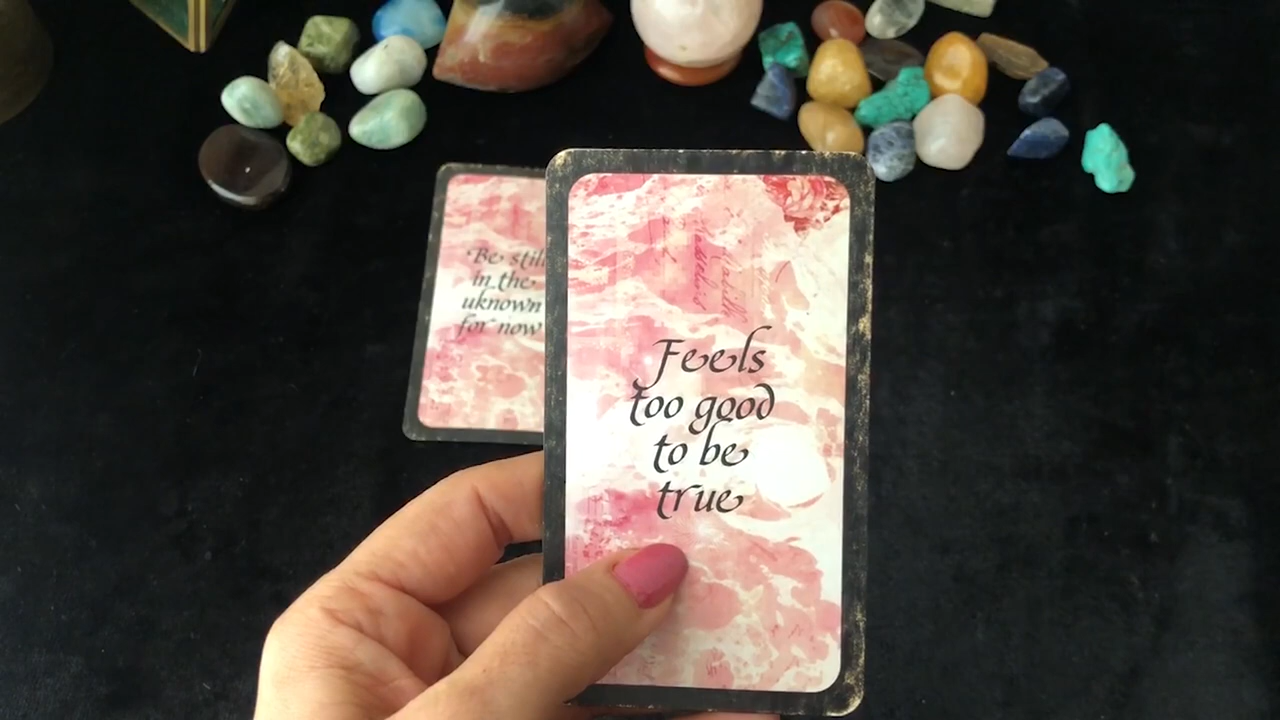 Be still
in the
uknown
for now
Feels
too good
to be
true